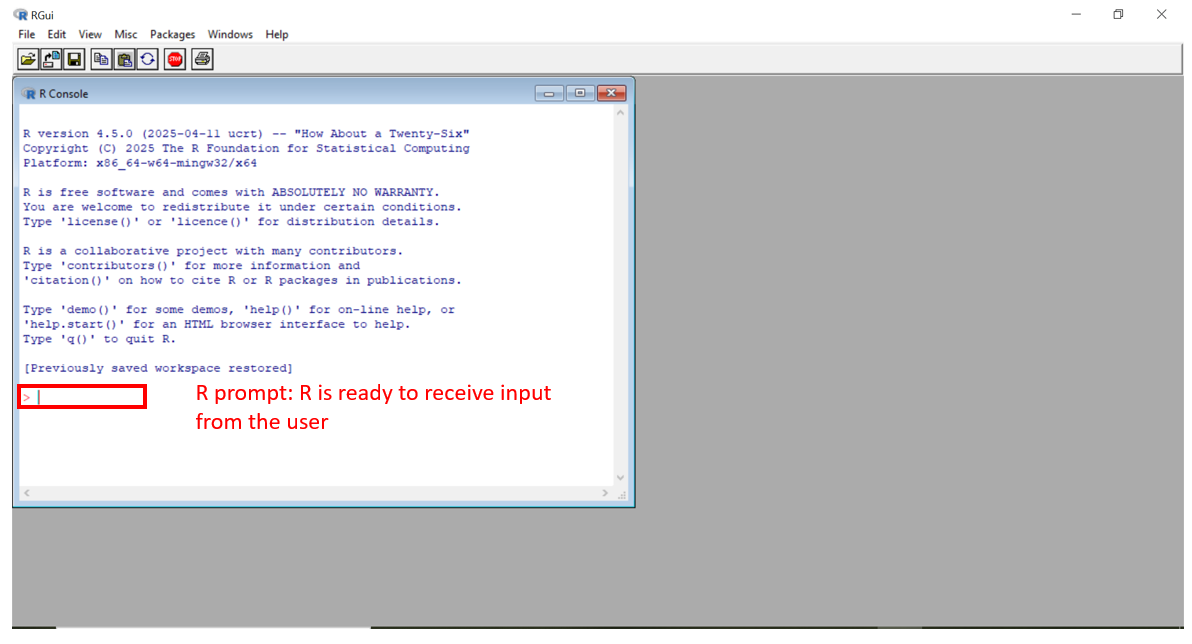 RGui
File Edit View Misc Packages Windows Help
STOP
R Console
R version 4.5.0 (2025-04-11 ucrt) -- "How About a Twenty-Six"
Copyright (C) 2025 The R Foundation for Statistical Computing
Platform: x86_64-w64-mingw32/x64
R is free software and comes with ABSOLUTELY NO WARRANTY.
You are welcome to redistribute it under certain conditions.
Type 'license()' or 'licence()' for distribution details.
R is a collaborative project with many contributors.
Type 'contributors()' for more information and
'citation()' on how to cite R or R packages in publications.
Type 'demo()' for some demos, 'help()' for on-line help, or
'help.start()' for an HTML browser interface to help.
Type 'q()' to quit R.
[Previously saved workspace restored]
>
R prompt: R is ready to receive input
from the user